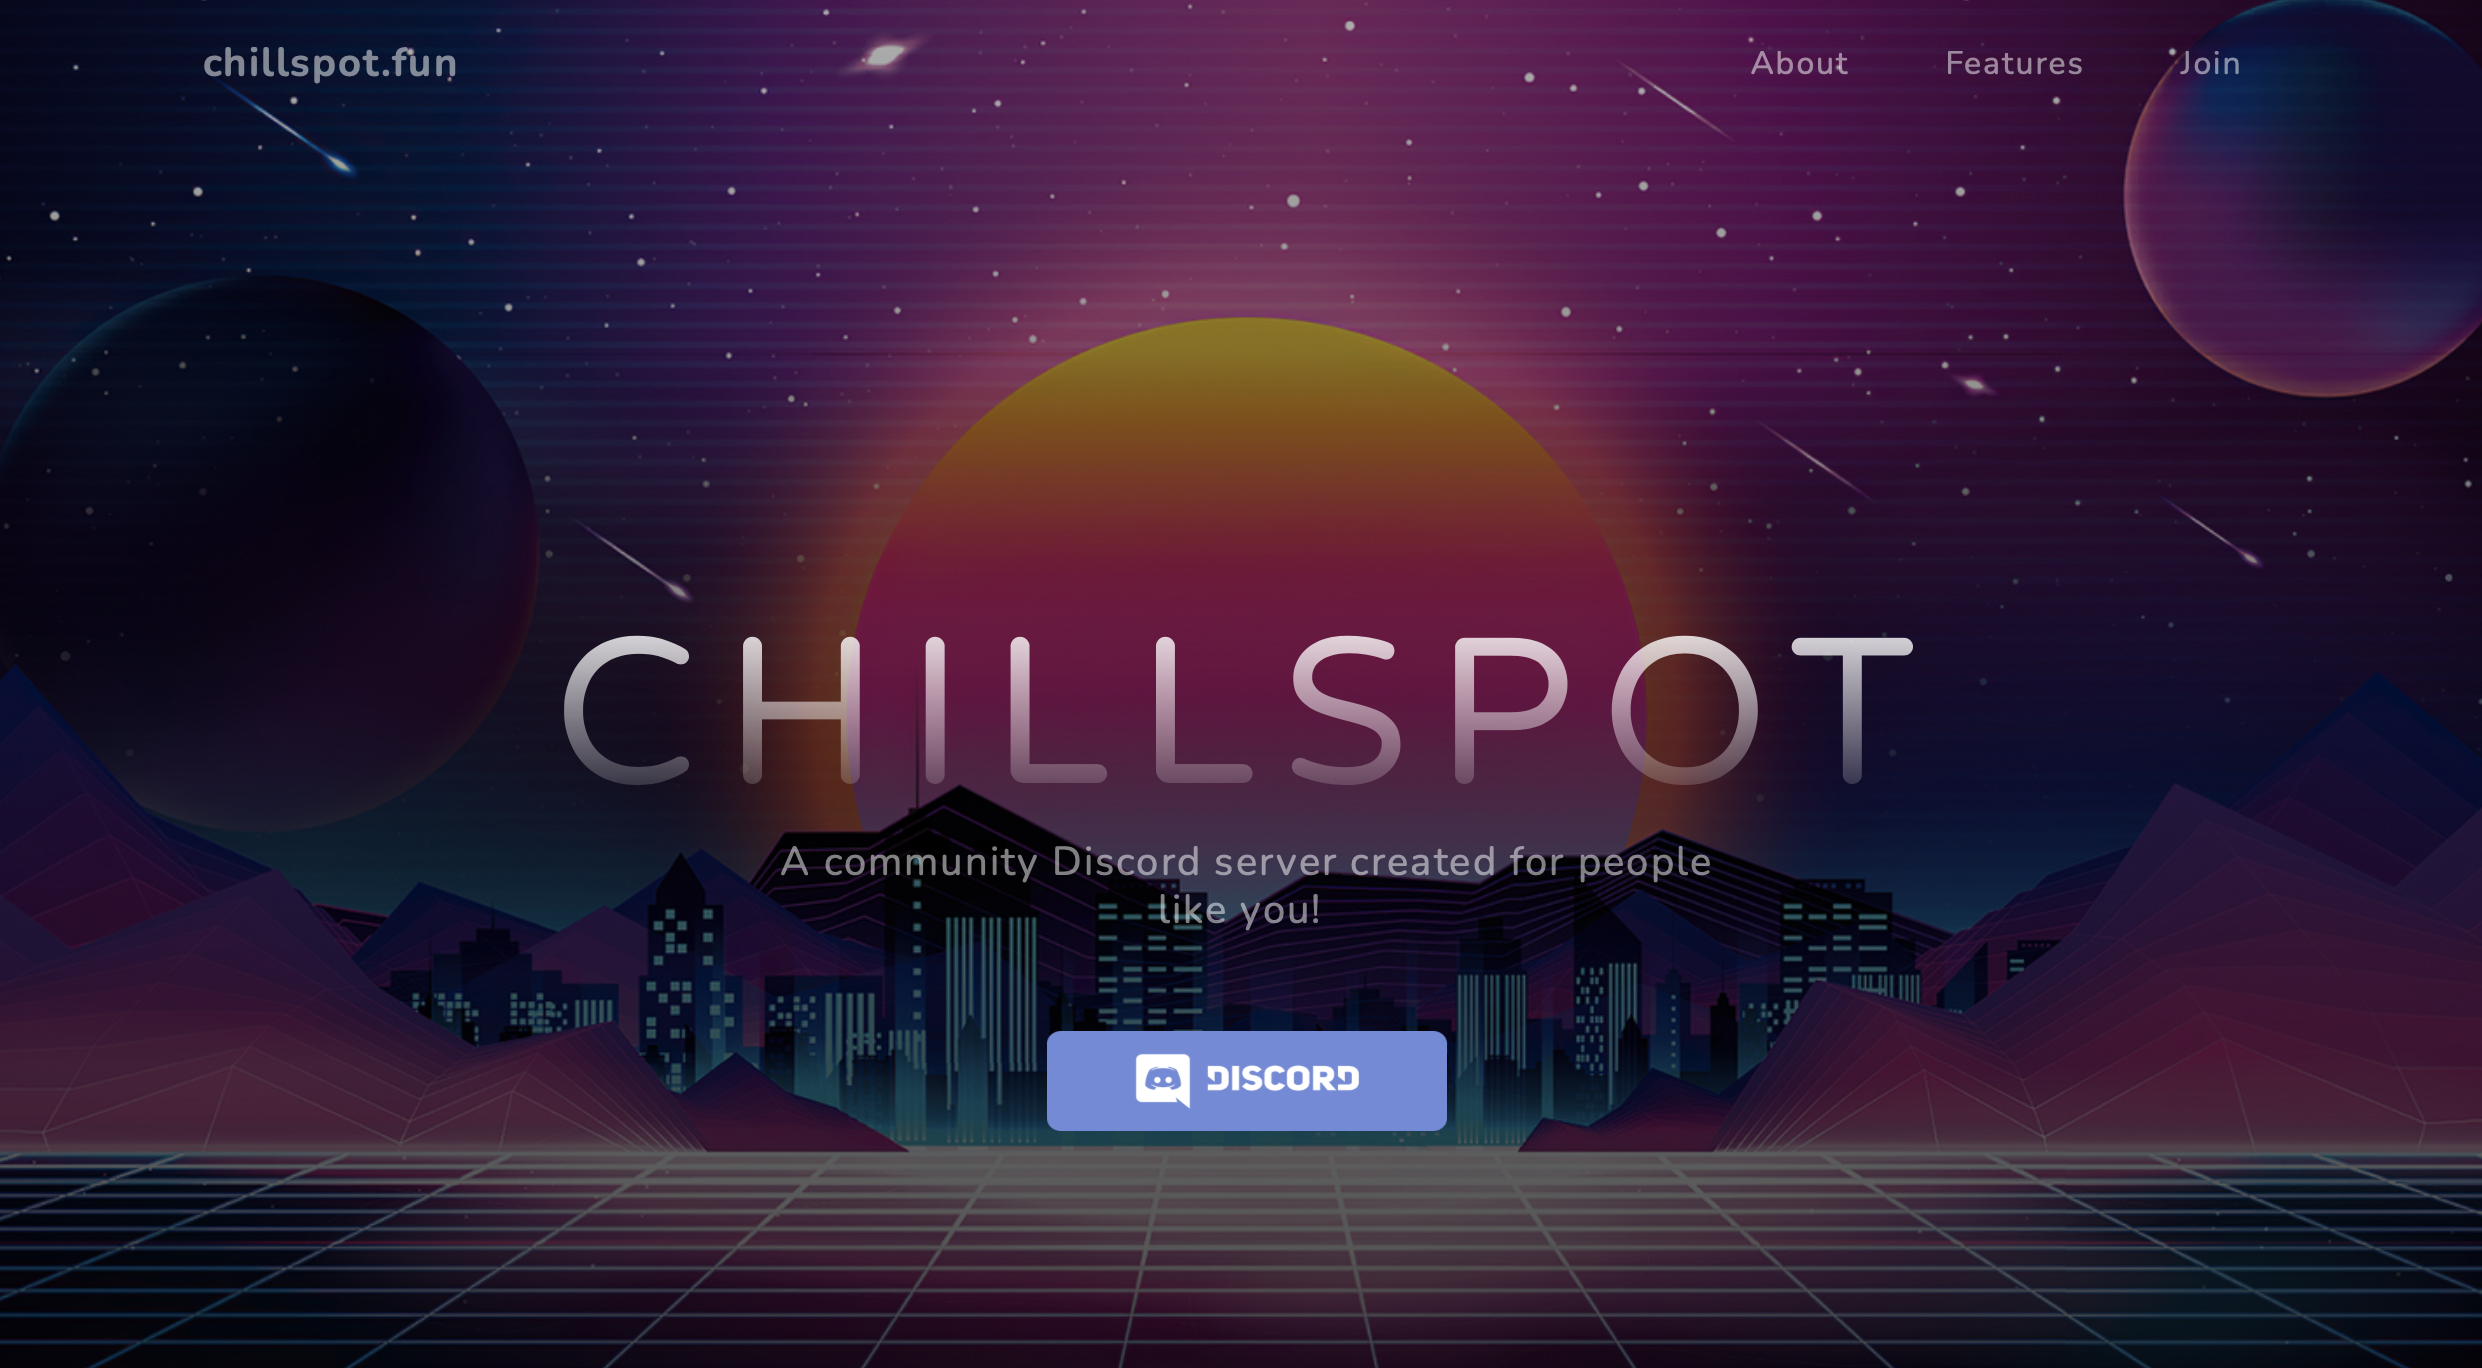 chillspot.fun
About
Features
Join
CHILLSPOT
A community Discord server created for people
like you!
DISCORD